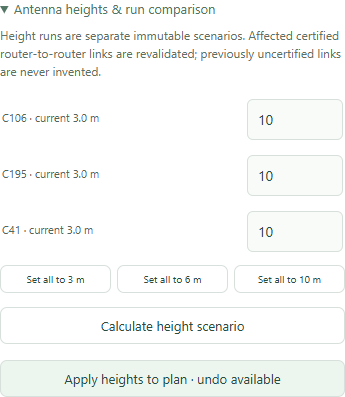 ▼ Antenna heights & run comparison
Height runs are separate immutable scenarios. Affected certified
router-to-router links are revalidated; previously uncertified links
are never invented.
C106 · current 3.0 m
10
C195 · current 3.0 m
10
C41 · current 3.0 m
10
Set all to 3 m
Set all to 6 m
Set all to 10 m
Calculate height scenario
Apply heights to plan · undo available